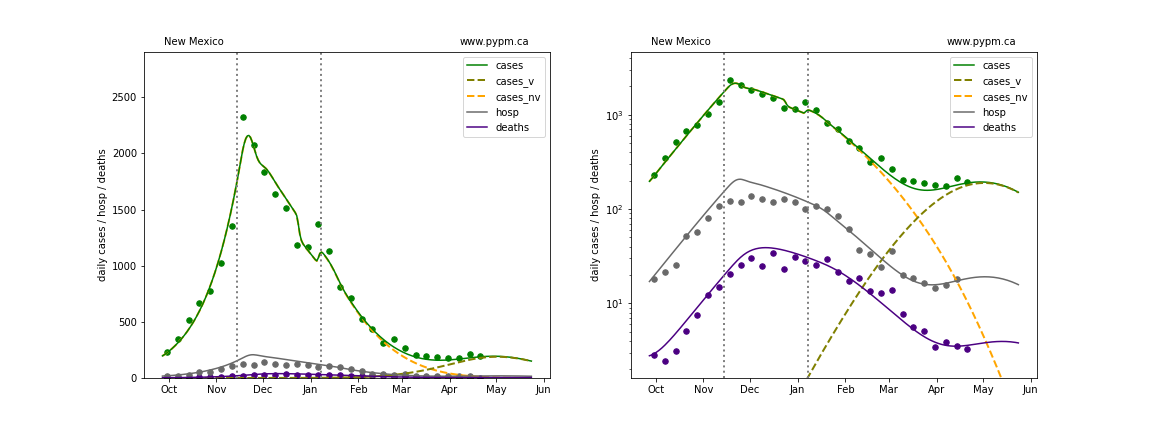 New Mexico
www.pypm.ca
daily cases / hosp / deaths
2500
2000
1500
1000
500
0
Oct
Nov
Dec
Jan
Feb
Mar
Apr
May
Jun
cases
cases_v
cases_nv
hosp
deaths
New Mexico
www.pypm.ca
daily cases / hosp / deaths
10³
10²
10¹
Oct
Nov
Dec
Jan
Feb
Mar
Apr
May
Jun
cases
cases_v
cases_nv
hosp
deaths